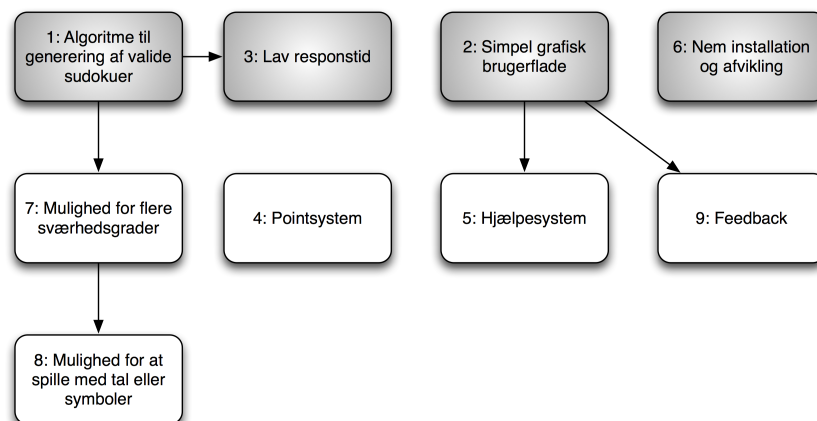 1: Algoritme til
generering af valide
sudokuer
3: Lav responstid
2: Simpel grafisk
brugerflade
6: Nem installation
og afvikling
7: Mulighed for flere
sværhedsgrader
4: Pointsystem
5: Hjælpesystem
9: Feedback
8: Mulighed for at
spille med tal eller
symboler